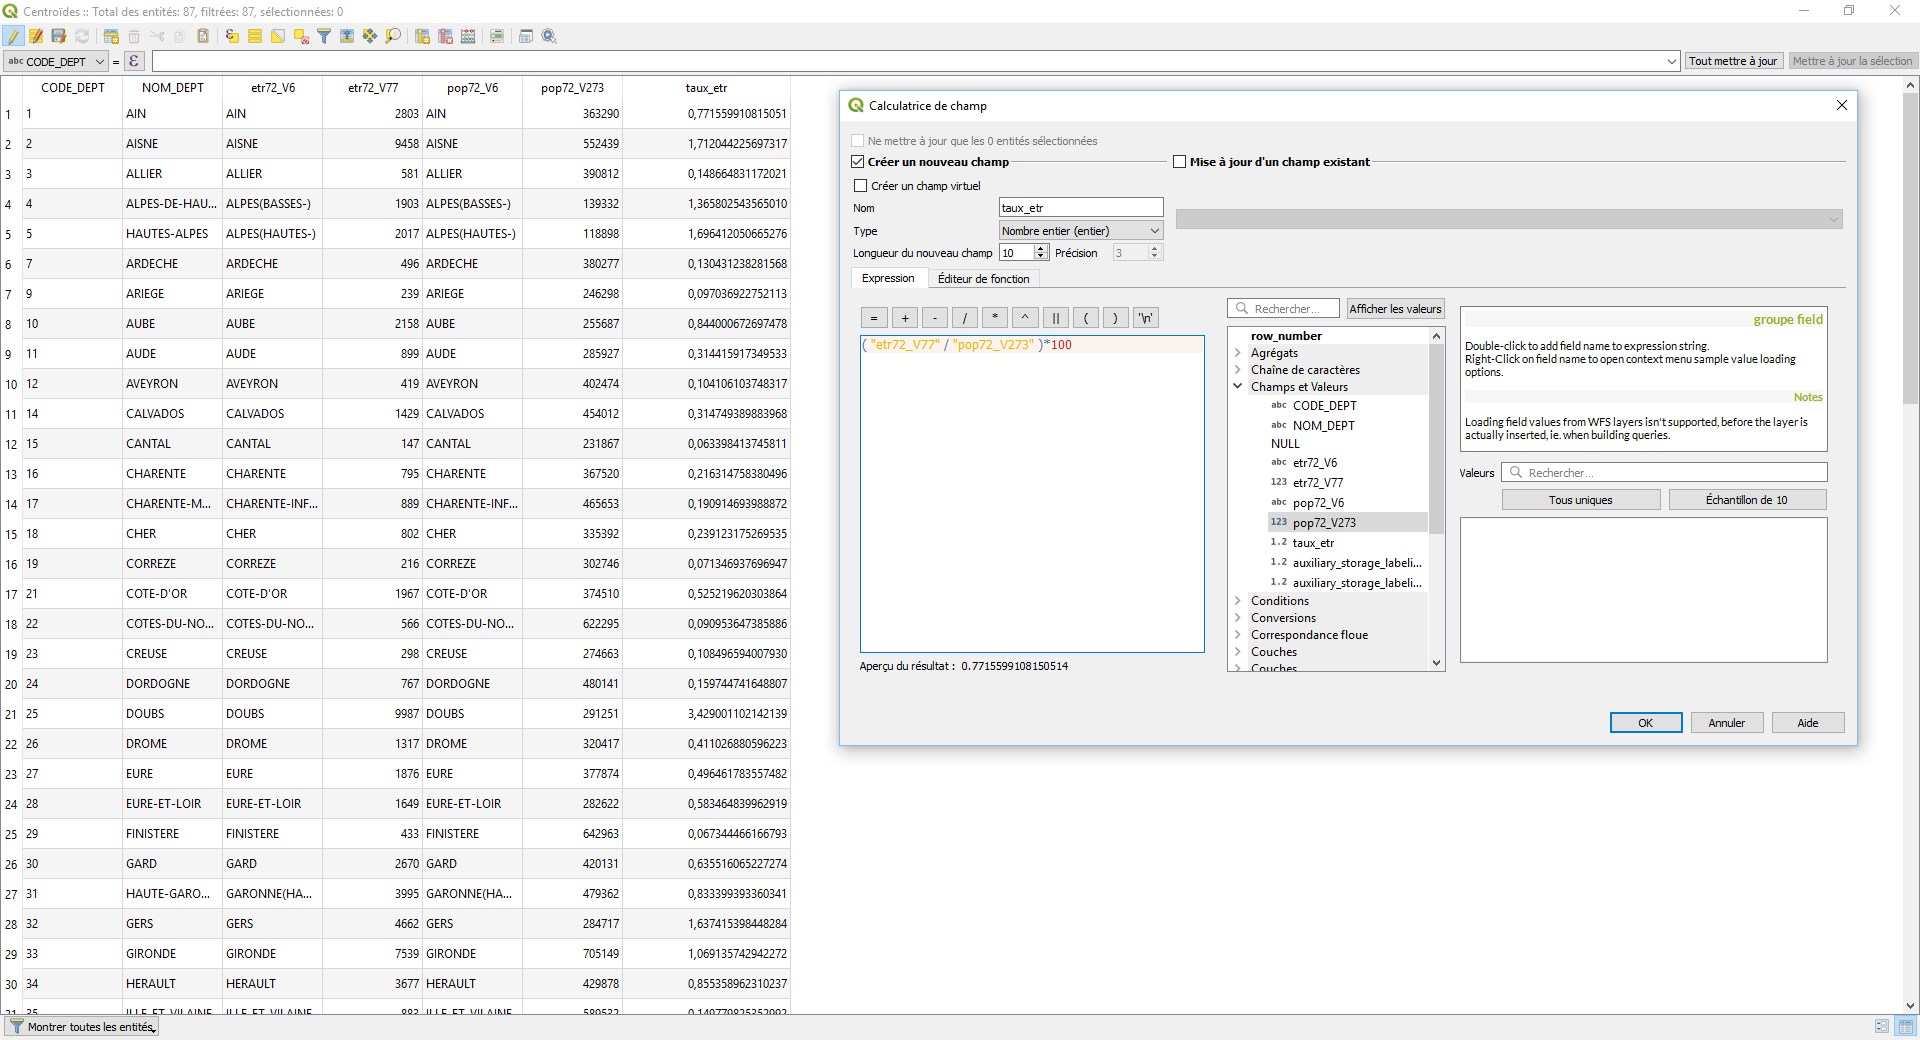 Centroïdes :: Total des entités: 87, filtrées: 87, sélectionnées: 0
abc CODE_DEPT = ε Tout mettre à jour Mettre à jour la sélection
CODE_DEPT NOM_DEPT etr72_V6 etr72_V77 pop72_V6 pop72_V273 taux_etr
1 1 AIN AIN 2803 AIN 363290 0,771559910815051
2 2 AISNE AISNE 9458 AISNE 552439 1,712044225697317
3 3 ALLIER ALLIER 581 ALLIER 390812 0,148664831172021
4 4 ALPES-DE-HAU... ALPES(BASSES-) 1903 ALPES(BASSES-) 139332 1,365802543565010
5 5 HAUTES-ALPES ALPES(HAUTES-) 2017 ALPES(HAUTES-) 118898 1,696412050665276
6 7 ARDECHE ARDECHE 496 ARDECHE 380277 0,130431238281568
7 9 ARIEGE ARIEGE 239 ARIEGE 246298 0,097036922752113
8 10 AUBE AUBE 2158 AUBE 255687 0,844000672697478
9 11 AUDE AUDE 899 AUDE 285927 0,314415917349533
10 12 AVEYRON AVEYRON 419 AVEYRON 402474 0,104106103748317
11 14 CALVADOS CALVADOS 1429 CALVADOS 454012 0,314749389883968
12 15 CANTAL CANTAL 147 CANTAL 231867 0,063398413745811
13 16 CHARENTE CHARENTE 795 CHARENTE 367520 0,216314758380496
14 17 CHARENTE-M... CHARENTE-INF... 889 CHARENTE-INF... 465653 0,190914693988872
15 18 CHER CHER 802 CHER 335392 0,239123175269535
16 19 CORREZE CORREZE 216 CORREZE 302746 0,071346937696947
17 21 COTE-D'OR COTE-D'OR 1967 COTE-D'OR 374510 0,525219620303864
18 22 COTES-DU-NO... COTES-DU-NO... 566 COTES-DU-NO... 622295 0,090953647385886
19 23 CREUSE CREUSE 298 CREUSE 274663 0,108496594007930
20 24 DORDOGNE DORDOGNE 767 DORDOGNE 480141 0,159744741648807
21 25 DOUBS DOUBS 9987 DOUBS 291251 3,429001102142139
22 26 DROME DROME 1317 DROME 320417 0,411026880596223
23 27 EURE EURE 1876 EURE 377874 0,496461783557482
24 28 EURE-ET-LOIR EURE-ET-LOIR 1649 EURE-ET-LOIR 282622 0,583464839962919
25 29 FINISTERE FINISTERE 433 FINISTERE 642963 0,067344466166793
26 30 GARD GARD 2670 GARD 420131 0,635516065227274
27 31 HAUTE-GARO... GARONNE(HA... 3995 GARONNE(HA... 479362 0,833399393360341
28 32 GERS GERS 4662 GERS 284717 1,637415398448284
29 33 GIRONDE GIRONDE 7539 GIRONDE 705149 1,069135742942272
30 34 HERAULT HERAULT 3677 HERAULT 429878 0,855358962310237
31 35 ILLE-ET-VILAINE ILLE-ET-VILAINE 883 ILLE-ET-VILAINE 589532 0,149779825352992
Montrer toutes les entités
Calculatrice de champ
Ne mettre à jour que les 0 entités sélectionnées
Créer un nouveau champ Mise à jour d'un champ existant
Créer un champ virtuel
Nom taux_etr
Type Nombre entier (entier)
Longueur du nouveau champ 10 Précision 3
Expression Éditeur de fonction
= + - / * ^ || ( ) '\n'
( "etr72_V77" / "pop72_V273" )*100
Aperçu du résultat : 0.7715599108150514
Rechercher... Afficher les valeurs
row_number
Agrégats
Chaîne de caractères
Champs et Valeurs
abc CODE_DEPT
abc NOM_DEPT
NULL
abc etr72_V6
123 etr72_V77
abc pop72_V6
123 pop72_V273
1.2 taux_etr
1.2 auxiliary_storage_labeli...
1.2 auxiliary_storage_labeli...
Conditions
Conversions
Correspondance floue
Couches
Couches
groupe field
Double-click to add field name to expression string.
Right-Click on field name to open context menu sample value loading
options.
Notes
Loading field values from WFS layers isn't supported, before the layer is
actually inserted, ie. when building queries.
Valeurs Rechercher...
Tous uniques Échantillon de 10
OK Annuler Aide